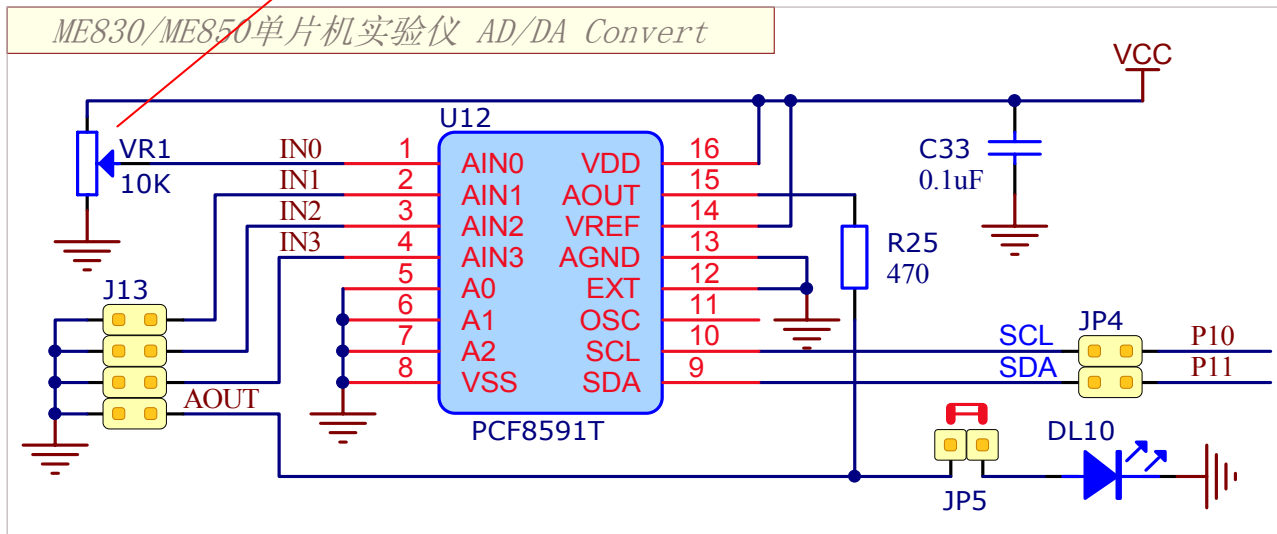 ME830/ME850单片机实验仪 AD/DA Convert
VCC
U12
VR1
10K
IN0
IN1
IN2
IN3
1
2
3
4
5
6
7
8
AIN0
AIN1
AIN2
AIN3
A0
A1
A2
VSS
VDD
AOUT
VREF
AGND
EXT
OSC
SCL
SDA
16
15
14
13
12
11
10
9
PCF8591T
C33
0.1uF
R25
470
J13
AOUT
SCL
SDA
JP4
P10
P11
JP5
DL10